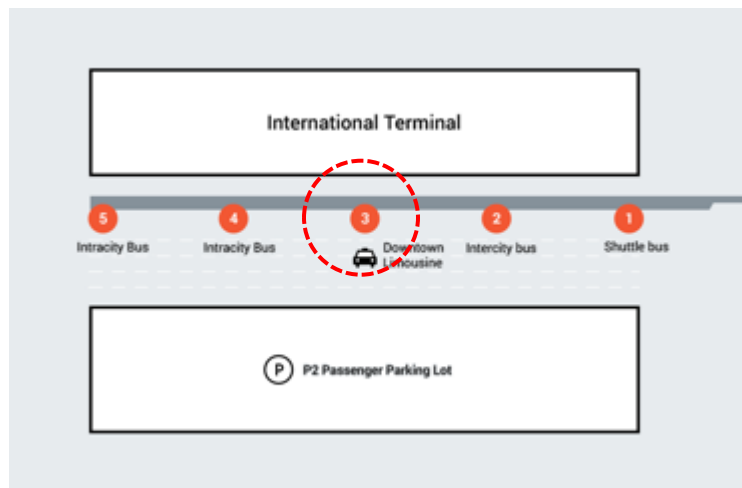 International Terminal
5
4
3
2
1
Intracity Bus
Intracity Bus
Downtown
Limousine
Intercity bus
Shuttle bus
P
P2 Passenger Parking Lot